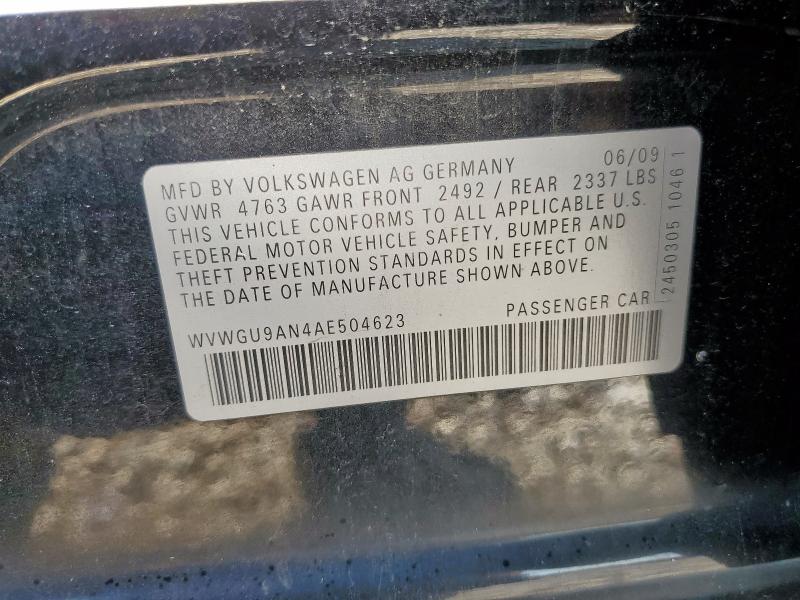 MFD BY VOLKSWAGEN AG GERMANY 06/09
GVWR 4763 GAWR FRONT 2492 / REAR 2337 LBS
THIS VEHICLE CONFORMS TO ALL APPLICABLE U.S.
FEDERAL MOTOR VEHICLE SAFETY, BUMPER AND
THEFT PREVENTION STANDARDS IN EFFECT ON
THE DATE OF MANUFACTURE SHOWN ABOVE.
WVWGU9AN4AE504623 PASSENGER CAR
2450305 1046 1